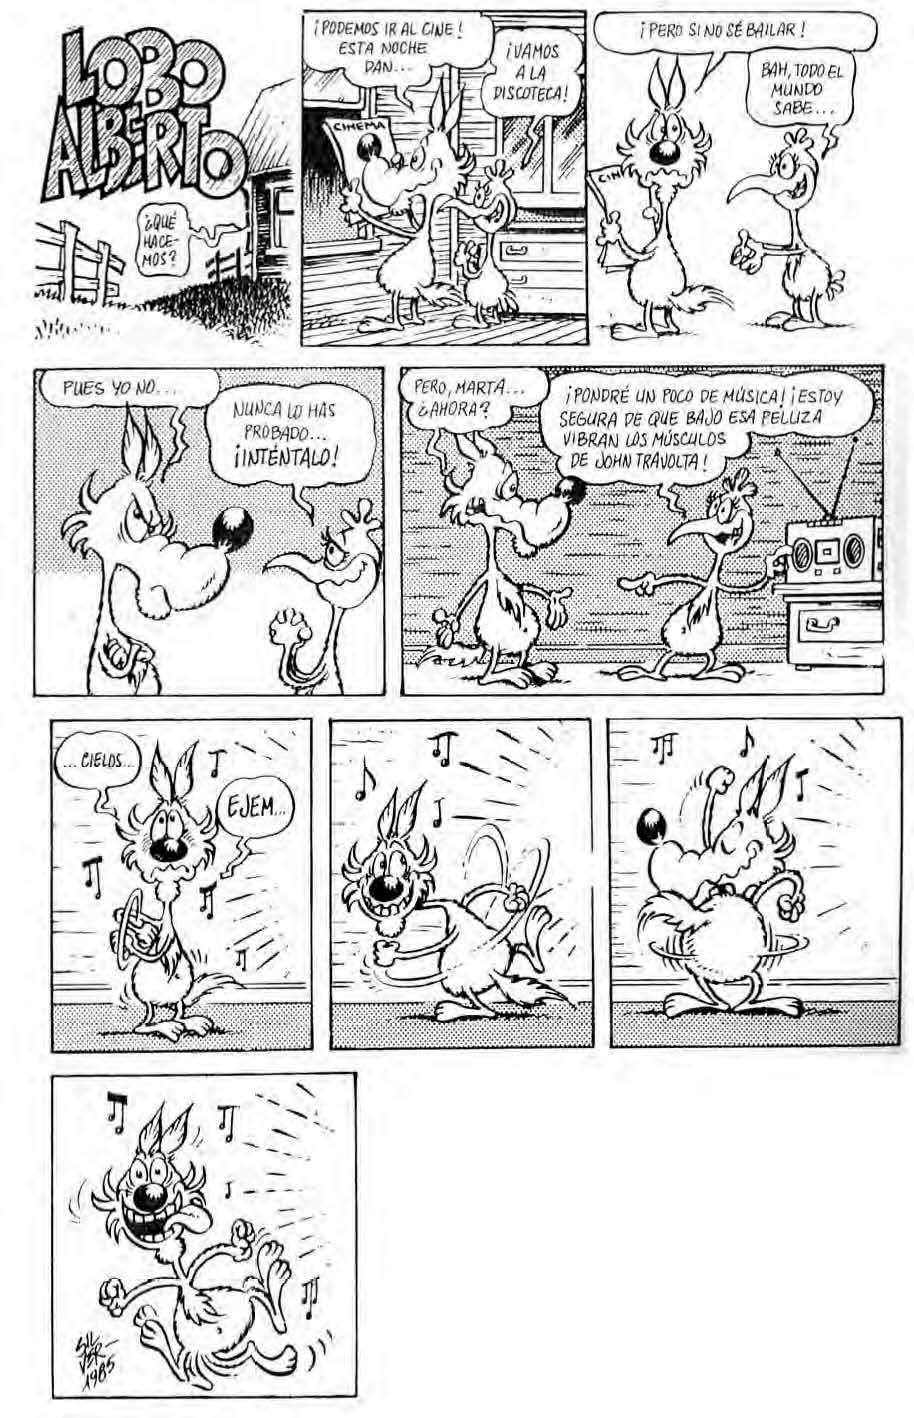 LOBO
ALBERTO
¿QUÉ
HACE-
MOS?
¡PODEMOS IR AL CINE!
ESTA NOCHE
DAN...
¡VAMOS
A LA
DISCOTECA!
CINEMA
¡PERO SI NO SÉ BAILAR!
BAH, TODO EL
MUNDO
SABE...
CIN
PUES YO NO....
NUNCA LO HAS
PROBADO...
¡INTÉNTALO!
PERO, MARTA...
¿AHORA?
¡PONDRÉ UN POCO DE MÚSICA! ¡ESTOY
SEGURA DE QUE BAJO ESA PELLIZA
VIBRAN LOS MÚSCULOS
DE JOHN TRAVOLTA!
...CIELOS...
EJEM...
SIL
VER-
1985